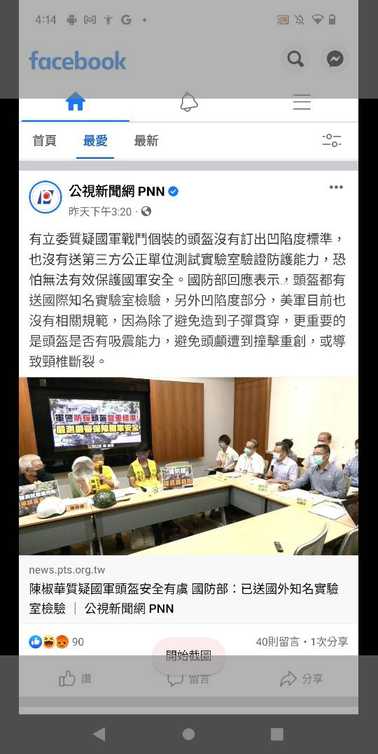 4:14
facebook
首頁 最愛 最新
公視新聞網 PNN
昨天下午3:20
有立委質疑國軍戰鬥個裝的頭盔沒有訂出凹陷度標準，
也沒有送第三方公正單位測試實驗室驗證防護能力，恐
怕無法有效保護國軍安全。國防部回應表示，頭盔都有
送國際知名實驗室檢驗，另外凹陷度部分，美軍目前也
沒有相關規範，因為除了避免造到子彈貫穿，更重要的
是頭盔是否有吸震能力，避免頭顱遭到撞擊重創，或導
致頸椎斷裂。
軍警防彈頭盔嚴重標準
news.pts.org.tw
陳椒華質疑國軍頭盔安全有虞 國防部：已送國外知名實驗
室檢驗 ｜ 公視新聞網 PNN
90
40則留言・1次分享
開始截圖
讚 留言 分享